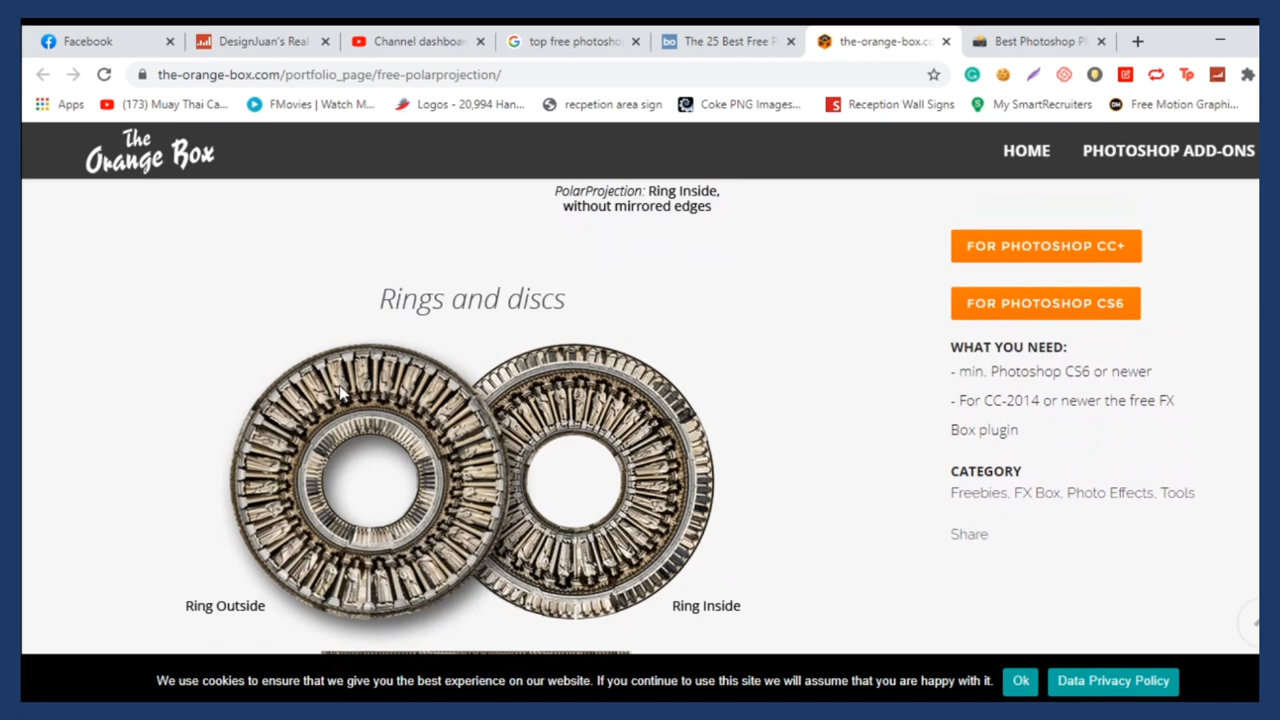 Facebook
DesignJuan's Real
Channel dashboar
top free photosho
The 25 Best Free P
the-orange-box.cc
Best Photoshop Pl
the-orange-box.com/portfolio_page/free-polarprojection/
Apps
(173) Muay Thai Ca...
FMovies | Watch M...
Logos - 20,994 Han...
recpetion area sign
Coke PNG Images...
Reception Wall Signs
My SmartRecruiters
Free Motion Graphi...
The
Orange Box
HOME
PHOTOSHOP ADD-ONS
PolarProjection: Ring Inside,
without mirrored edges
FOR PHOTOSHOP CC+
Rings and discs
FOR PHOTOSHOP CS6
WHAT YOU NEED:
- min. Photoshop CS6 or newer
- For CC-2014 or newer the free FX
Box plugin
CATEGORY
Freebies, FX Box, Photo Effects, Tools
Share
Ring Outside
Ring Inside
We use cookies to ensure that we give you the best experience on our website. If you continue to use this site we will assume that you are happy with it.
Ok
Data Privacy Policy